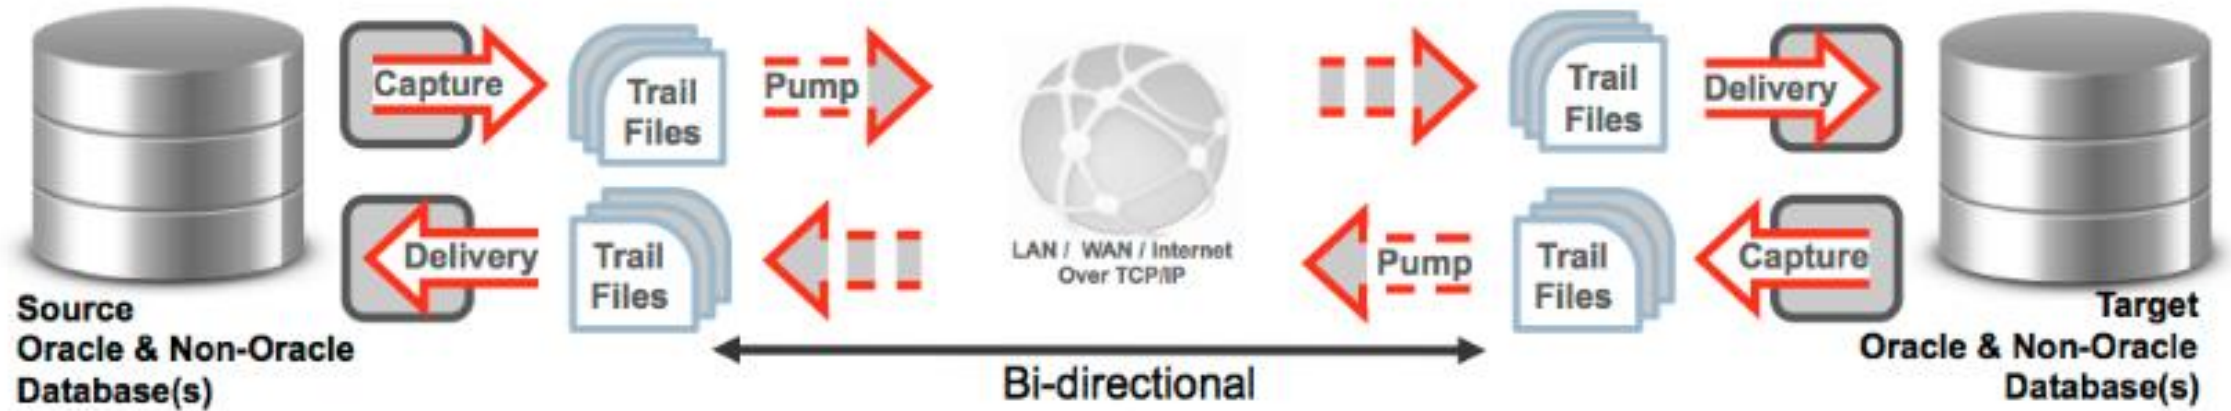 Capture
Trail
Files
Pump
Trail
Files
Delivery
Delivery
Trail
Files
LAN / WAN / Internet
Over TCP/IP
Pump
Trail
Files
Capture
Source
Oracle & Non-Oracle
Database(s)
Bi-directional
Target
Oracle & Non-Oracle
Database(s)